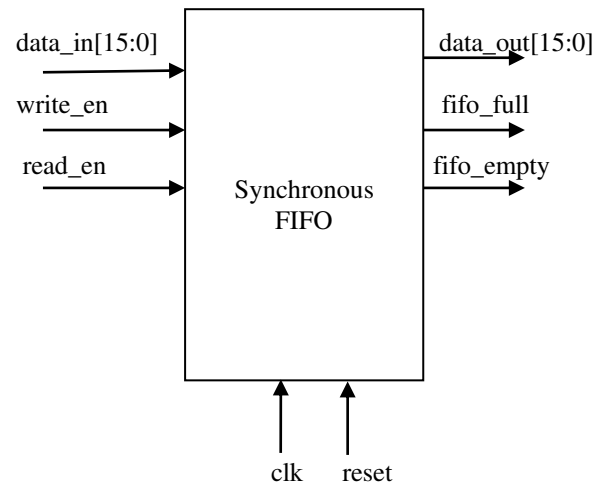 data_in[15:0]
data_out[15:0]
write_en
fifo_full
read_en
fifo_empty
Synchronous
FIFO
clk
reset